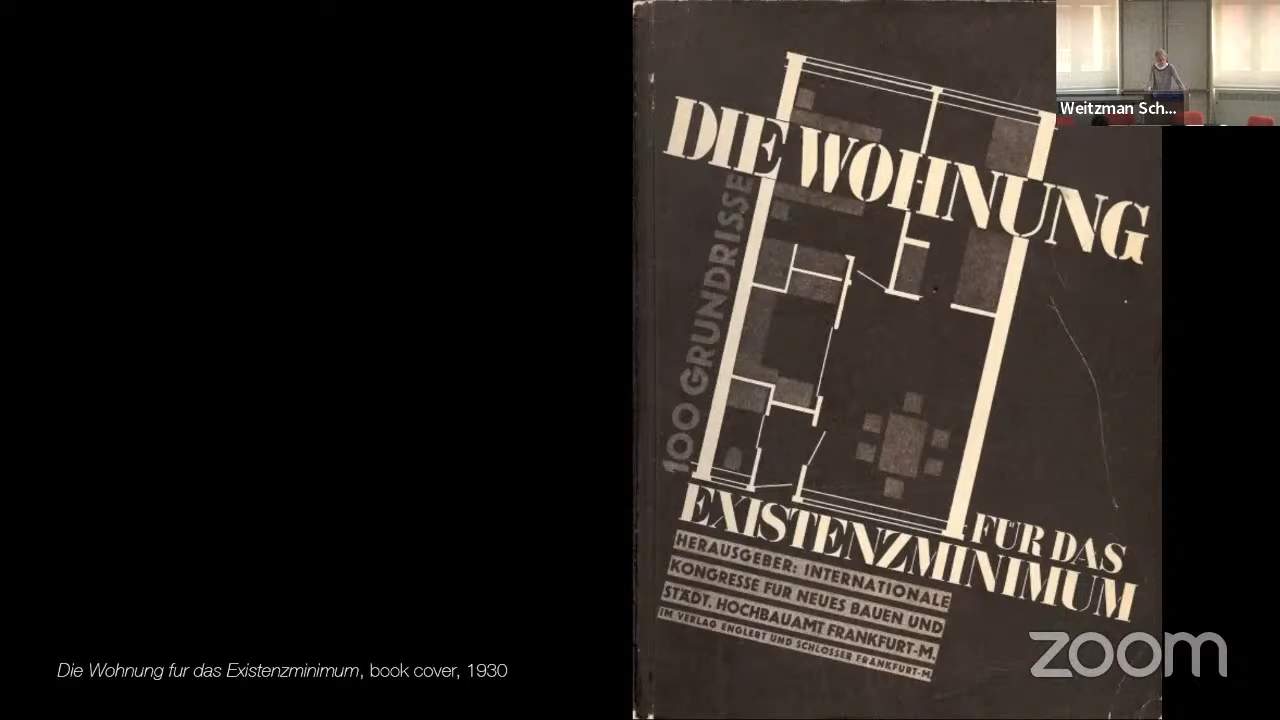 Weitzman Sch...
DIE WOHNUNG
100 GRUNDRISSE
FÜR DAS
EXISTENZMINIMUM
HERAUSGEBER: INTERNATIONALE
KONGRESSE FÜR NEUES BAUEN UND
STÄDT. HOCHBAUAMT FRANKFURT-M.
IM VERLAG ENGLERT UND SCHLOSSER FRANKFURT-M
Die Wohnung fur das Existenzminimum, book cover, 1930
zoom